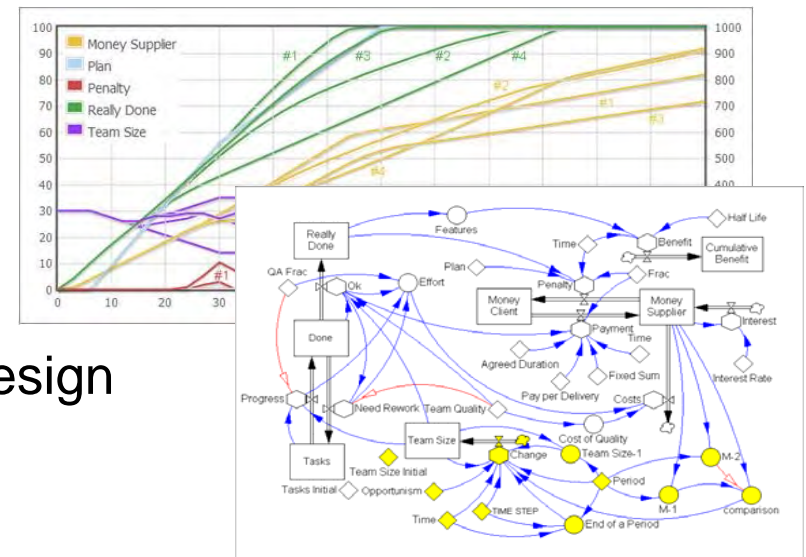 100
90
80
70
60
50
40
30
20
10
0
1000
900
800
700
600
500
400
Money Supplier
Plan
Penalty
Really Done
Team Size
#1
#3
#2
#4
#2
#1
#3
#4
#1
0
10
20
30
esign
Really Done
Features
Half Life
Time
Benefit
Cumulative Benefit
QA Frac
Ok
Effort
Plan
Penalty
Frac
Money Client
Money Supplier
Done
Payment
Time
Interest
Agreed Duration
Fixed Sum
Interest Rate
Pay per Delivery
Progress
Need Rework
Team Quality
Costs
Cost of Quality
Team Size
Change
Team Size-1
M-2
Tasks
Team Size Initial
Period
Tasks Initial
Opportunism
M-1
comparison
Time
TIME STEP
End of a Period